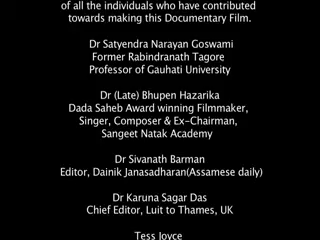 of all the individuals who have contributed
towards making this Documentary Film.
Dr Satyendra Narayan Goswami
Former Rabindranath Tagore
Professor of Gauhati University
Dr (Late) Bhupen Hazarika
Dada Saheb Award winning Filmmaker,
Singer, Composer & Ex-Chairman,
Sangeet Natak Academy
Dr Sivanath Barman
Editor, Dainik Janasadharan(Assamese daily)
Dr Karuna Sagar Das
Chief Editor, Luit to Thames, UK
Tess Joyce